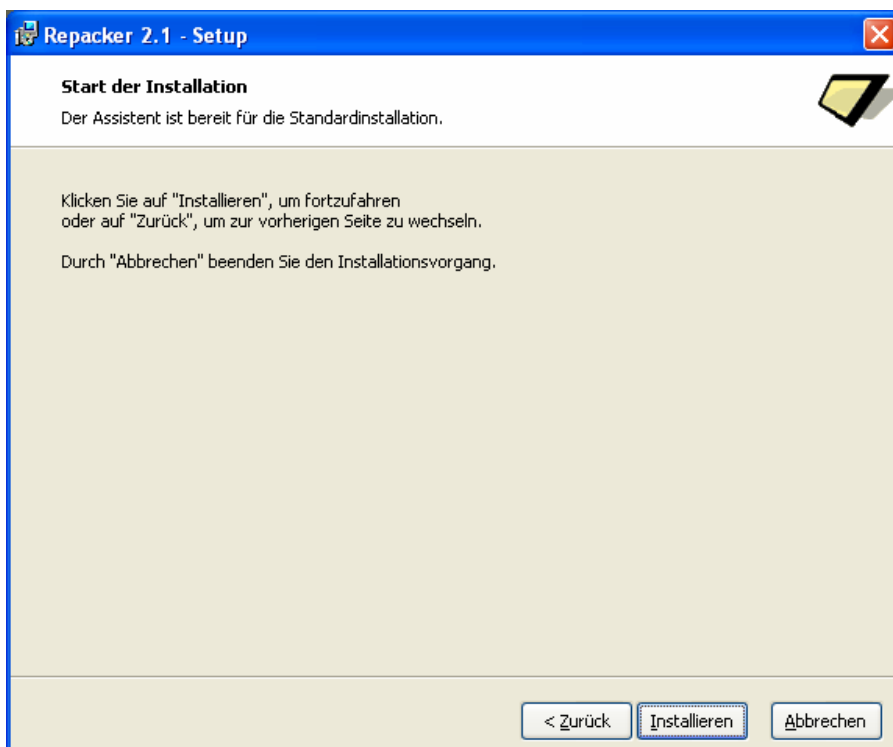 Repacker 2.1 - Setup
Start der Installation
Der Assistent ist bereit für die Standardinstallation.
Klicken Sie auf "Installieren", um fortzufahren
oder auf "Zurück", um zur vorherigen Seite zu wechseln.
Durch "Abbrechen" beenden Sie den Installationsvorgang.
< Zurück Installieren Abbrechen